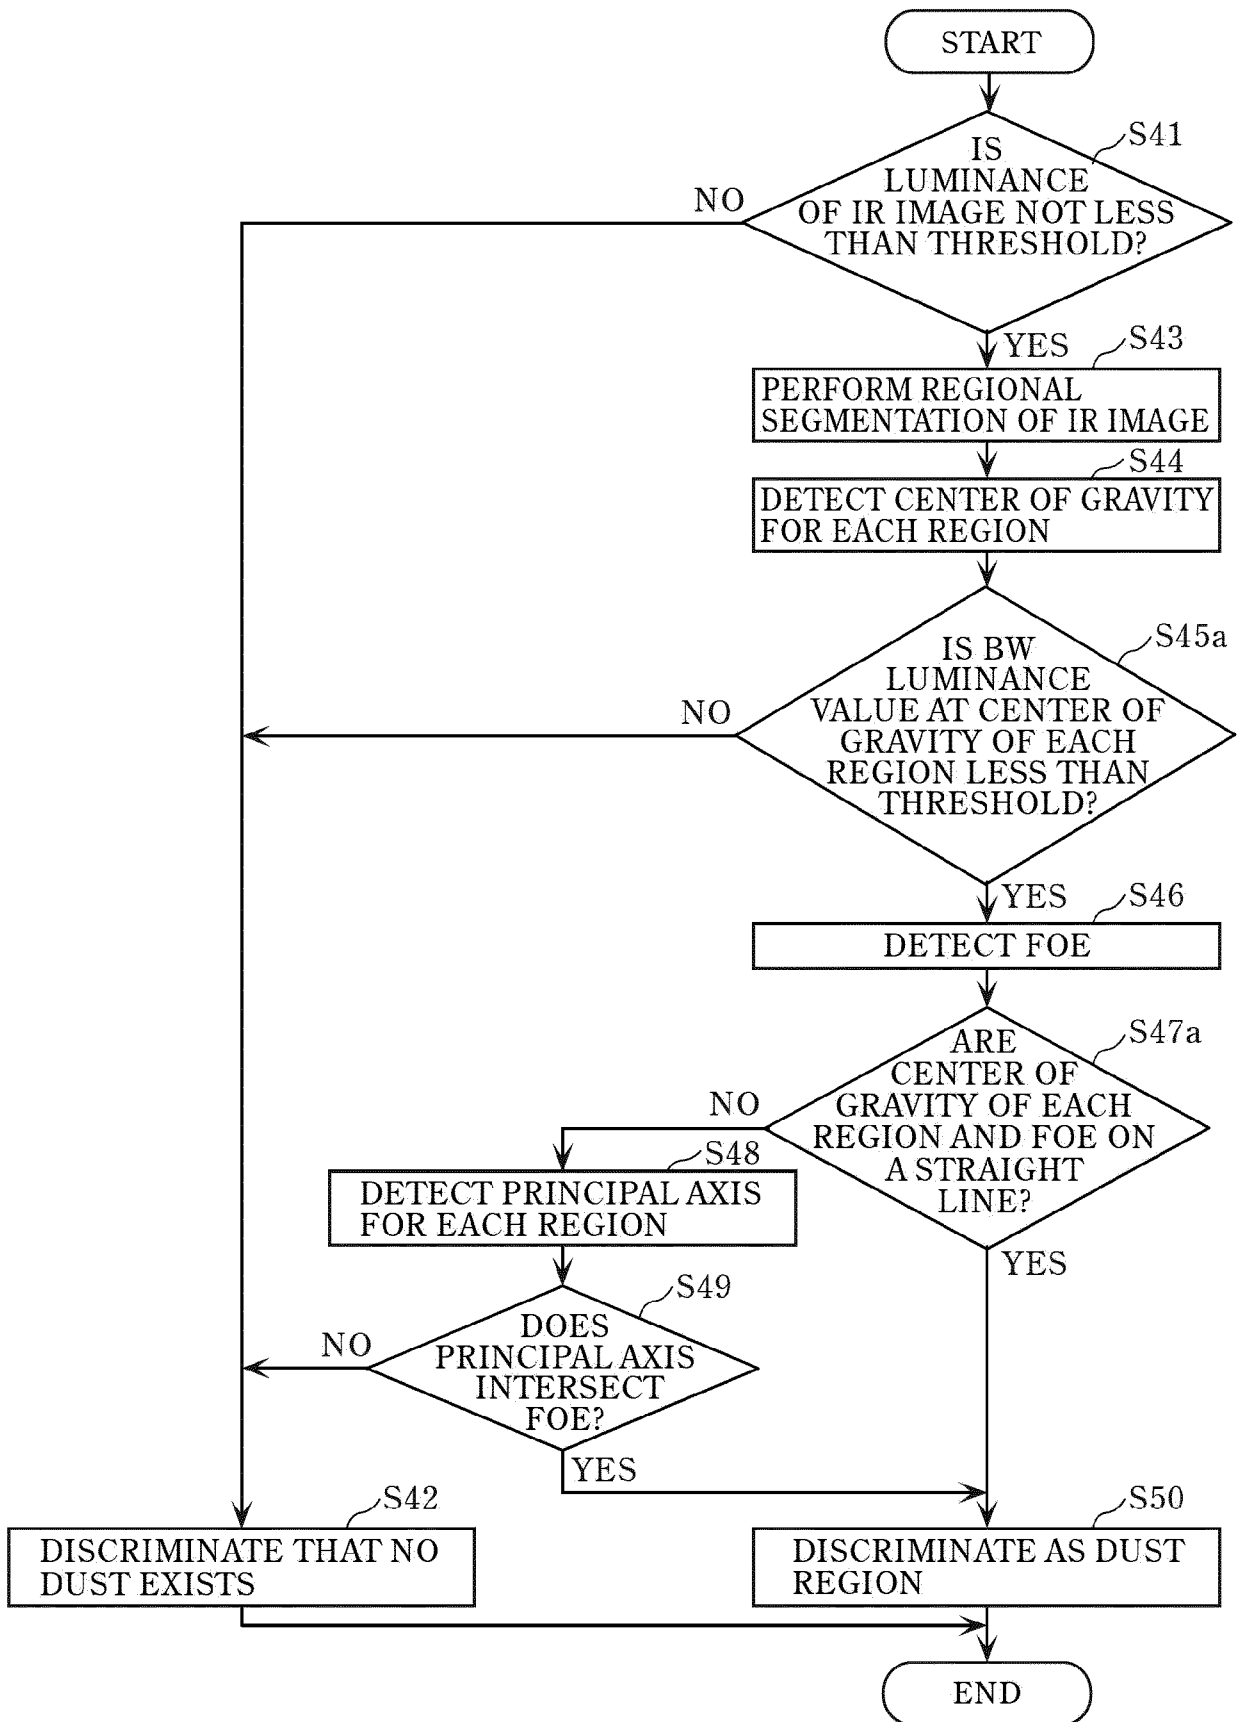 START
S41
IS
LUMINANCE
OF IR IMAGE NOT LESS
THAN THRESHOLD?
NO
YES
S43
PERFORM REGIONAL
SEGMENTATION OF IR IMAGE
S44
DETECT CENTER OF GRAVITY
FOR EACH REGION
S45a
IS BW
LUMINANCE
VALUE AT CENTER OF
GRAVITY OF EACH
REGION LESS THAN
THRESHOLD?
NO
YES
S46
DETECT FOE
S47a
ARE
CENTER OF
GRAVITY OF EACH
REGION AND FOE ON
A STRAIGHT
LINE?
NO
YES
S48
DETECT PRINCIPAL AXIS
FOR EACH REGION
S49
DOES
PRINCIPAL AXIS
INTERSECT
FOE?
NO
YES
S42
DISCRIMINATE THAT NO
DUST EXISTS
S50
DISCRIMINATE AS DUST
REGION
END